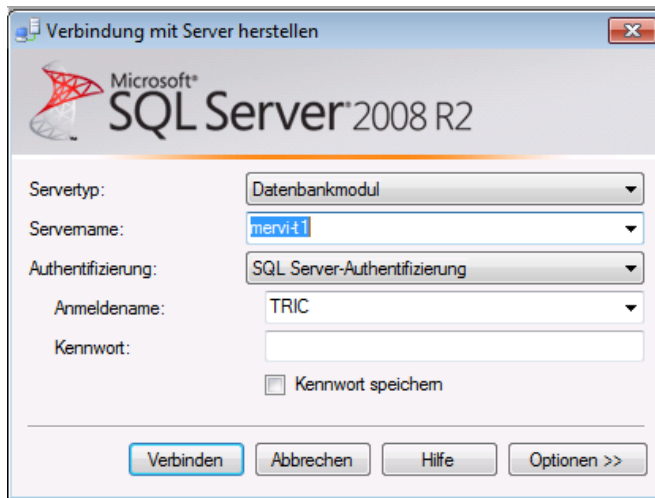 Verbindung mit Server herstellen
Microsoft®
SQL Server® 2008 R2
Servertyp: Datenbankmodul
Servername: mervi-t1
Authentifizierung: SQL Server-Authentifizierung
Anmeldename: TRIC
Kennwort:
Kennwort speichern
Verbinden Abbrechen Hilfe Optionen >>